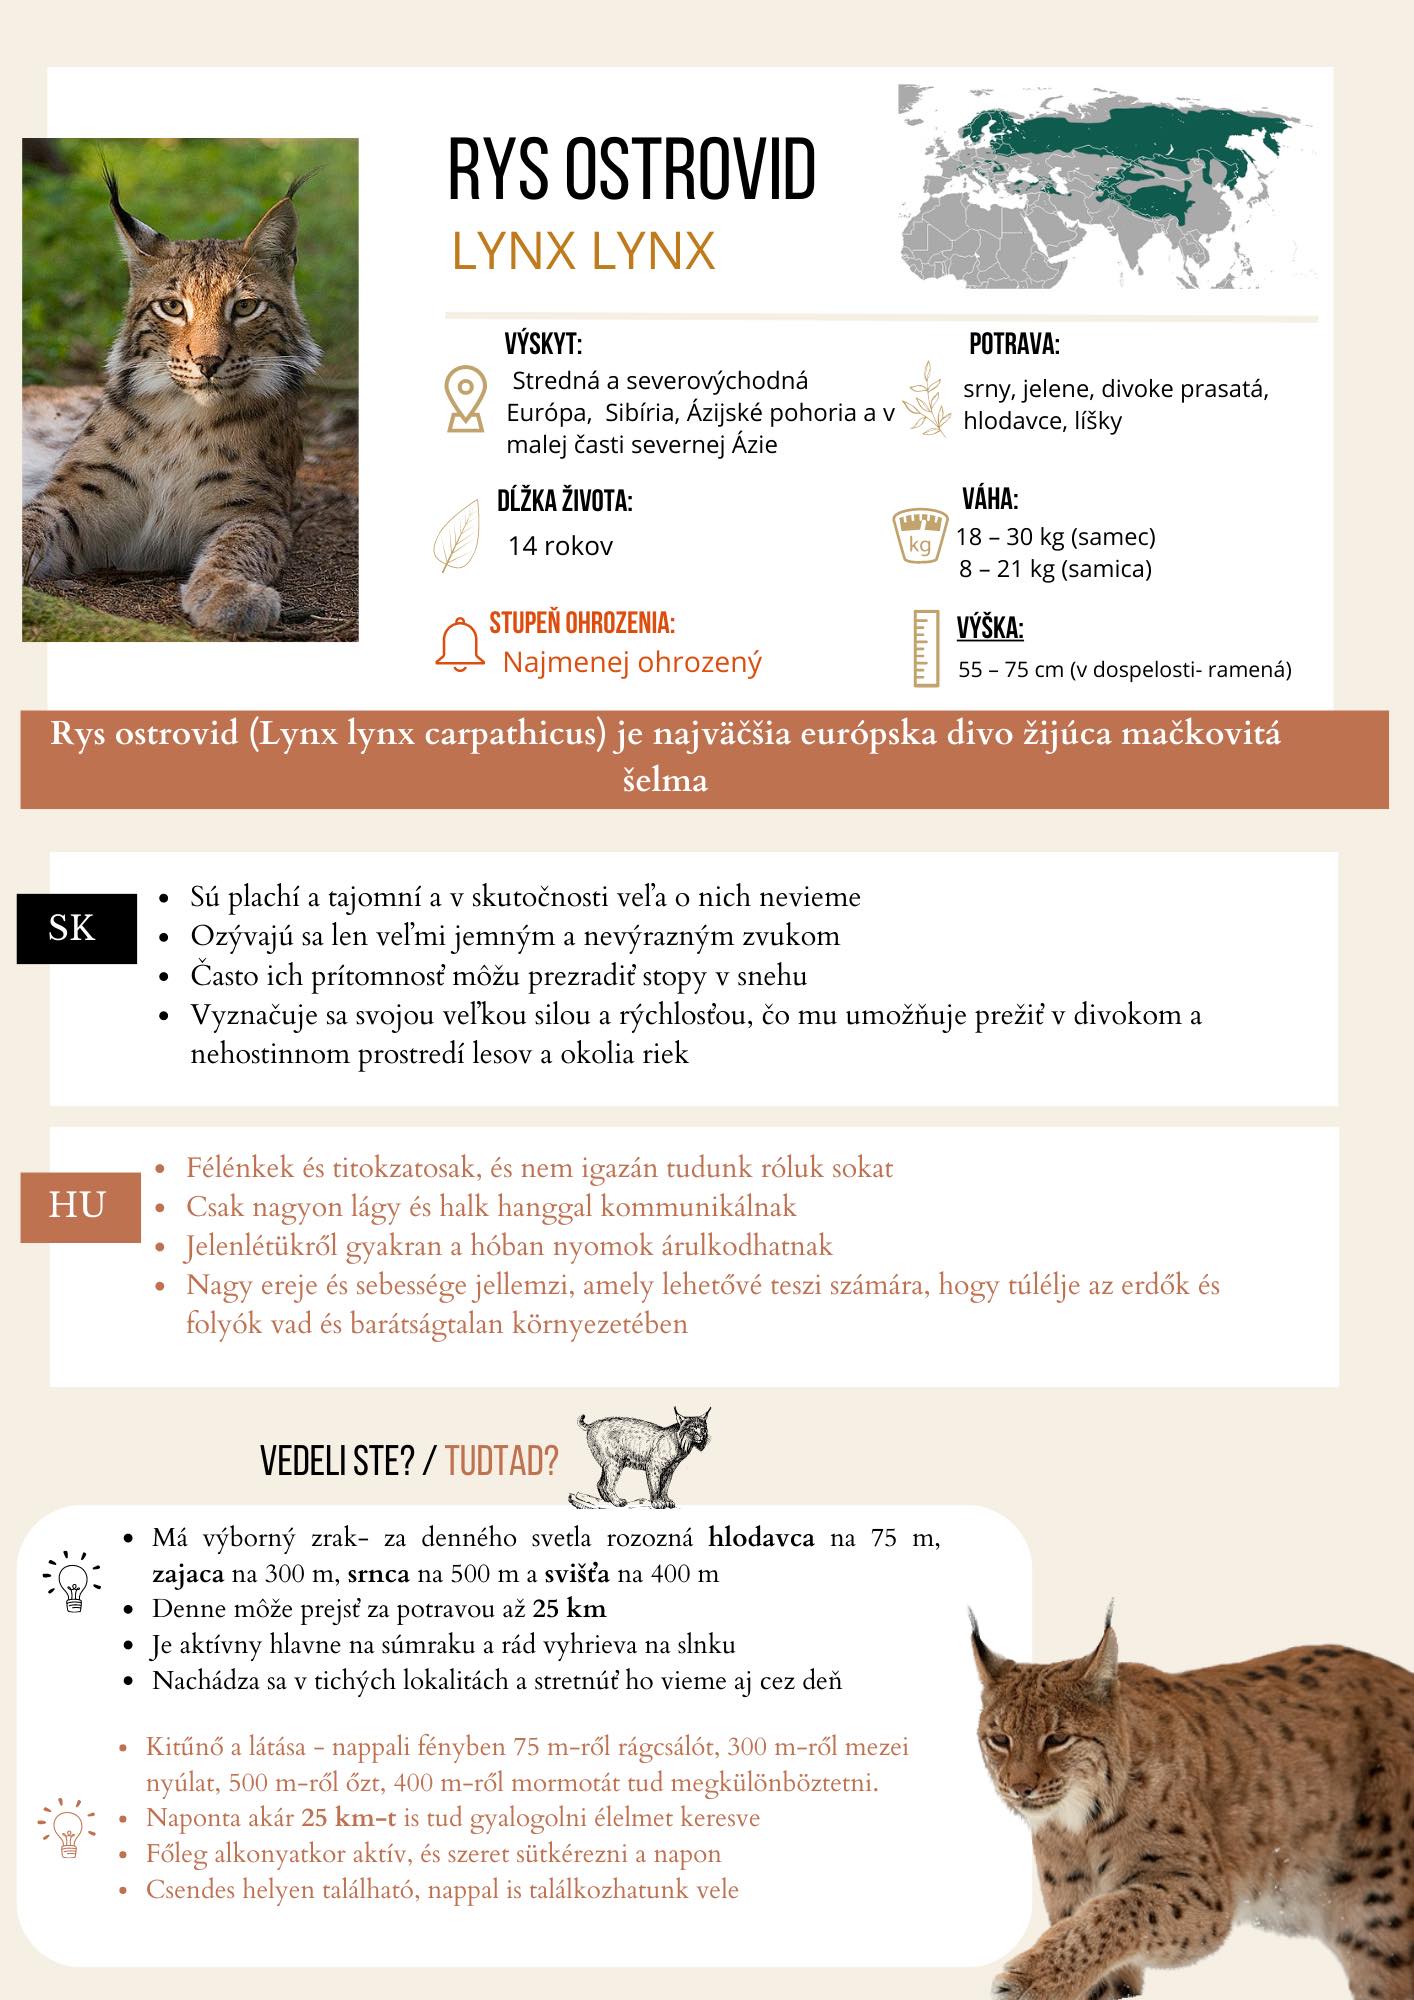 RYS OSTROVID
LYNX LYNX
VÝSKYT:
Stredná a severovýchodná
Európa, Sibíria, Ázijské pohoria a v
malej časti severnej Ázie
POTRAVA:
srny, jelene, divoke prasatá,
hlodavce, líšky
DĹŽKA ŽIVOTA:
14 rokov
VÁHA:
kg
18 – 30 kg (samec)
8 – 21 kg (samica)
STUPEŇ OHROZENIA:
Najmenej ohrozený
VÝŠKA:
55 – 75 cm (v dospelosti- ramená)
Rys ostrovid (Lynx lynx carpathicus) je najväčšia európska divo žijúca mačkovitá
šelma
SK
• Sú plachí a tajomní a v skutočnosti veľa o nich nevieme
• Ozývajú sa len veľmi jemným a nevýrazným zvukom
• Často ich prítomnosť môžu prezradiť stopy v snehu
• Vyznačuje sa svojou veľkou silou a rýchlosťou, čo mu umožňuje prežiť v divokom a
nehostinnom prostredí lesov a okolia riek
HU
• Félénkek és titokzatosak, és nem igazán tudunk róluk sokat
• Csak nagyon lágy és halk hanggal kommunikálnak
• Jelenlétükről gyakran a hóban nyomok árulkodhatnak
• Nagy ereje és sebessége jellemzi, amely lehetővé teszi számára, hogy túlélje az erdők és
folyók vad és barátságtalan környezetében
VEDELI STE? / TUDTAD?
• Má výborný zrak- za denného svetla rozozná hlodavca na 75 m,
zajaca na 300 m, srnca na 500 m a svišťa na 400 m
• Denne môže prejsť za potravou až 25 km
• Je aktívny hlavne na súmraku a rád vyhrieva na slnku
• Nachádza sa v tichých lokalitách a stretnúť ho vieme aj cez deň
• Kitűnő a látása - nappali fényben 75 m-ről rágcsálót, 300 m-ről mezei
nyúlat, 500 m-ről őzt, 400 m-ről mormotát tud megkülönböztetni.
• Naponta akár 25 km-t is tud gyalogolni élelmet keresve
• Főleg alkonyatkor aktív, és szeret sütkérezni a napon
• Csendes helyen található, nappal is találkozhatunk vele